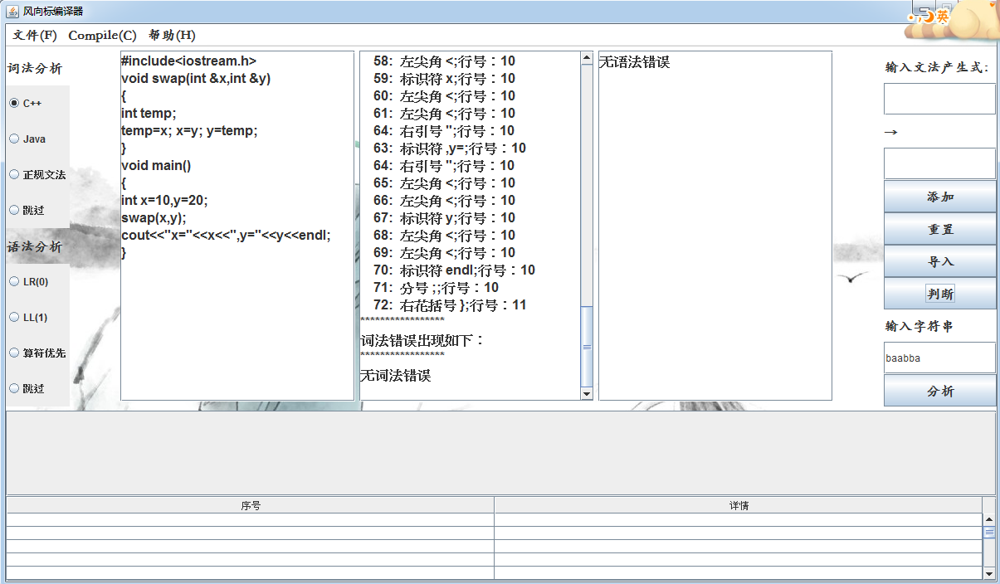 风向标编译器
英
文件(F) Compile(C) 帮助(H)
词法分析
C++
Java
正规文法
跳过
语法分析
LR(0)
LL(1)
算符优先
跳过
#include<iostream.h>
void swap(int &x,int &y)
{
int temp;
temp=x; x=y; y=temp;
}
void main()
{
int x=10,y=20;
swap(x,y);
cout<<"x="<<x<<",y="<<y<<endl;
}
58: 左尖角 <;行号：10
59: 标识符 x;行号：10
60: 左尖角 <;行号：10
61: 左尖角 <;行号：10
64: 右引号 ";行号：10
63: 标识符 ,y=;行号：10
64: 右引号 ";行号：10
65: 左尖角 <;行号：10
66: 左尖角 <;行号：10
67: 标识符 y;行号：10
68: 左尖角 <;行号：10
69: 左尖角 <;行号：10
70: 标识符 endl;行号：10
71: 分号 ;;行号：10
72: 右花括号 };行号：11
*****************
词法错误出现如下：
*****************
无词法错误
无语法错误
输入文法产生式:
→
添加
重置
导入
判断
输入字符串
baabba
分析
序号 详情